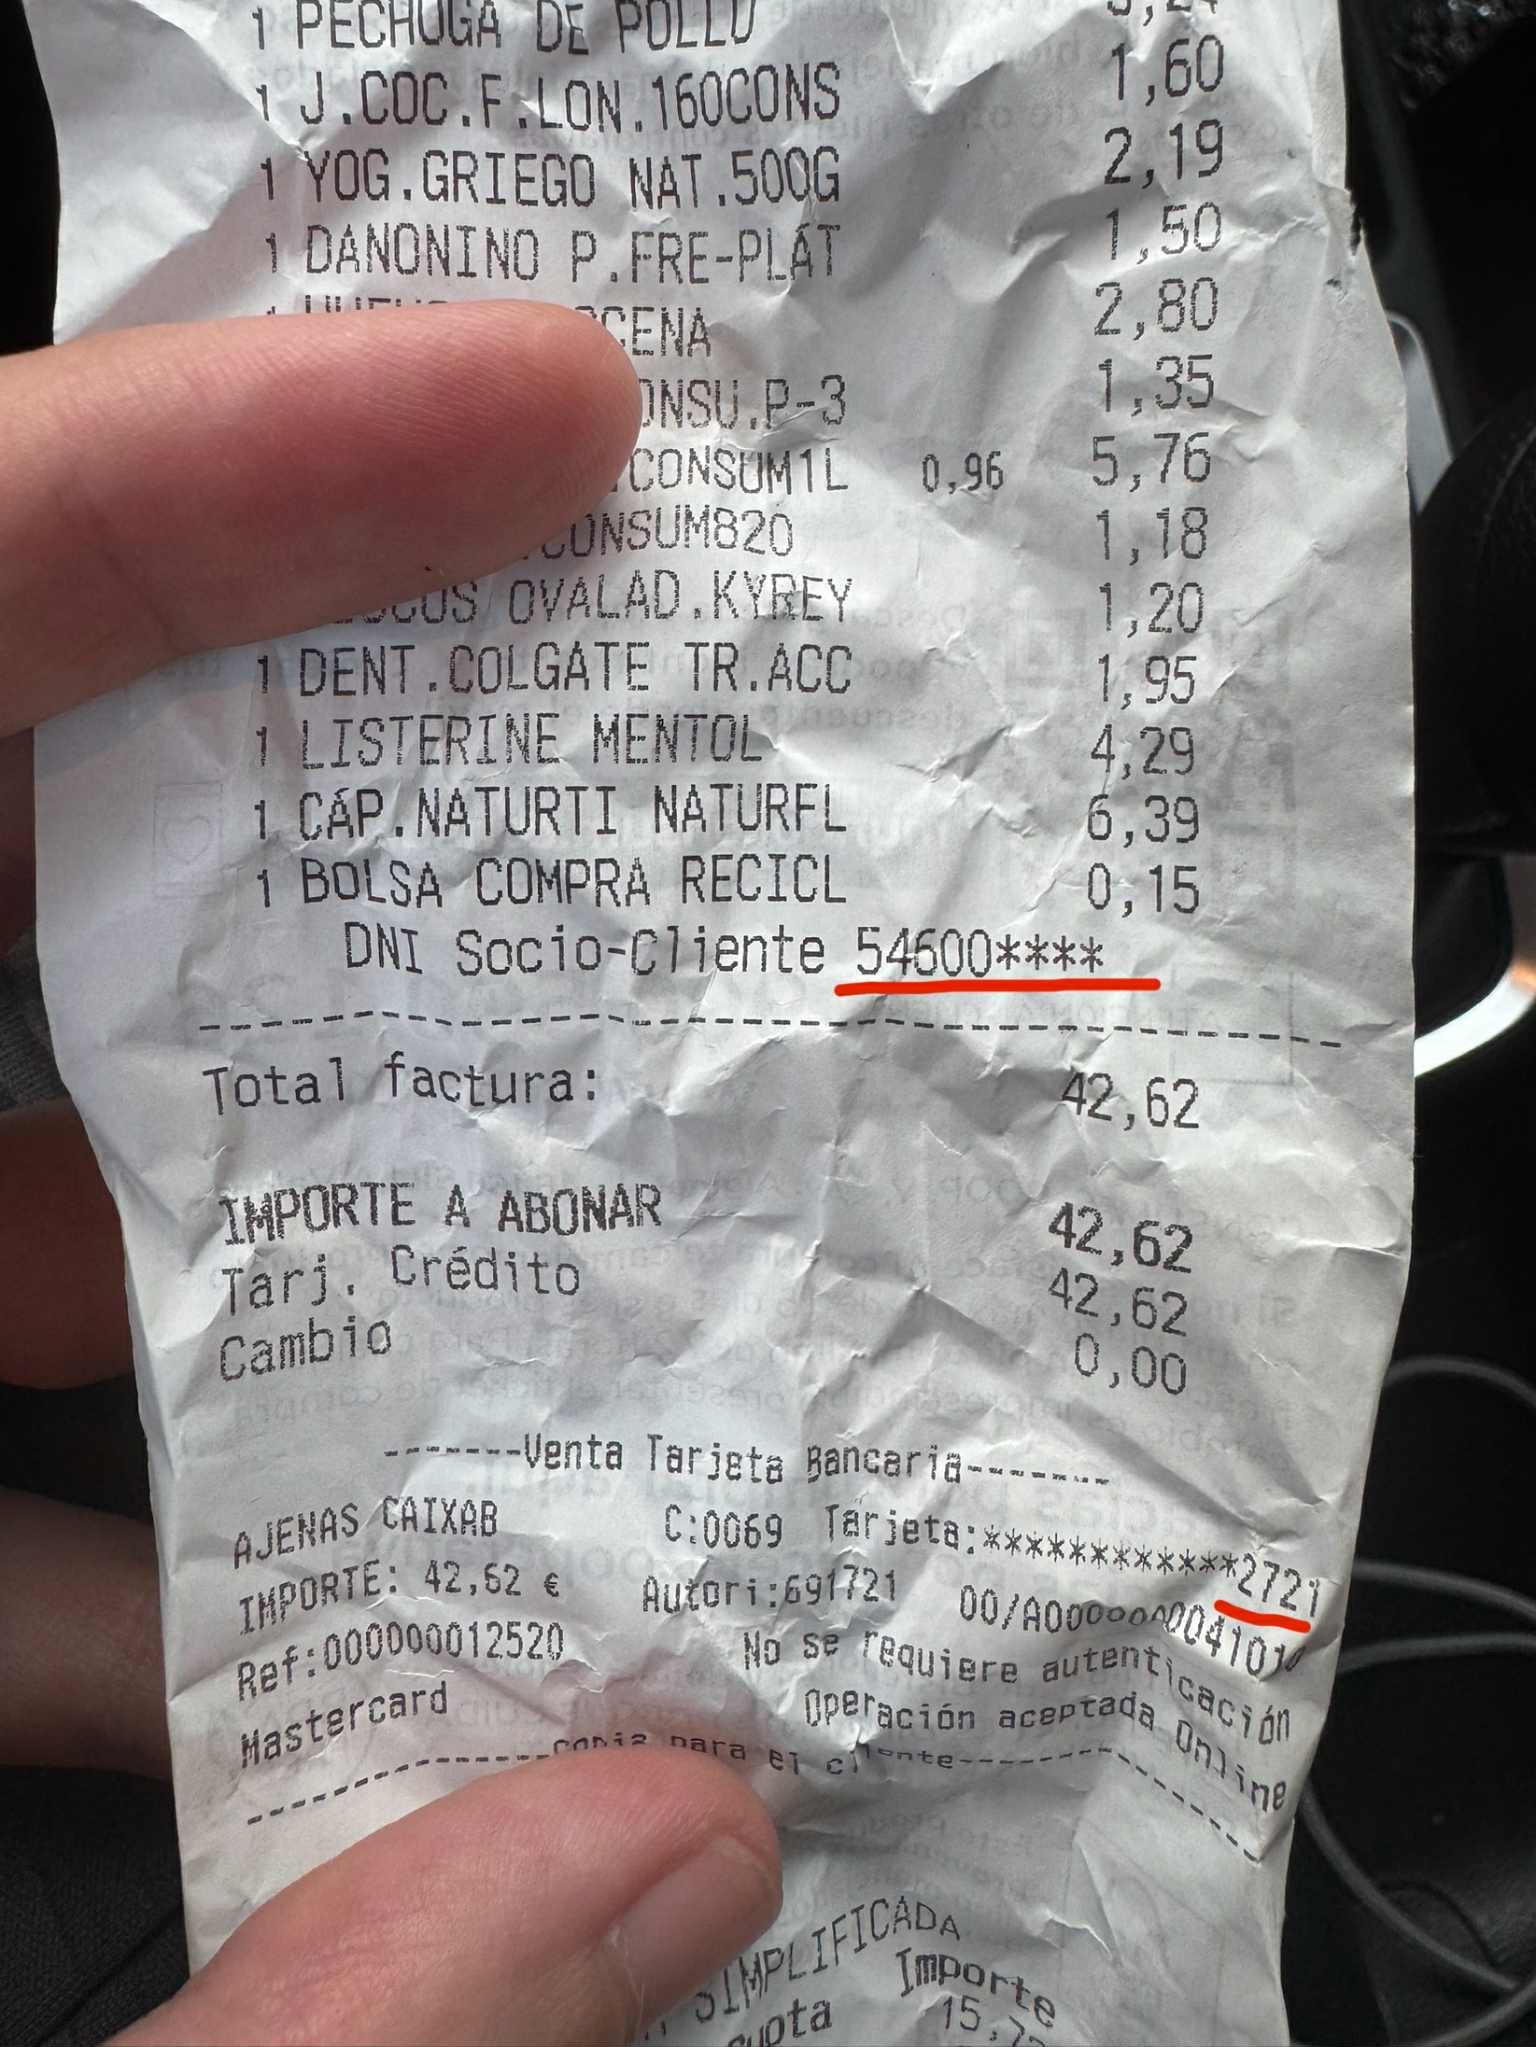 1 PECHUGA DE POLLO
1 J.COC.F.LON.160CONS 1,60
1 YOG.GRIEGO NAT.500G 2,19
1 DANONINO P.FRE-PLÁT 1,50
2,80
ONSU.P-3 1,35
.CONSUM1L 0,96 5,76
.CONSUM820 1,18
OVALAD.KYREY 1,20
1 DENT.COLGATE TR.ACC 1,95
1 LISTERINE MENTOL 4,29
1 CÁP.NATURTI NATURFL 6,39
1 BOLSA COMPRA RECICL 0,15
DNI Socio-Cliente 54600****
Total factura: 42,62
IMPORTE A ABONAR 42,62
Tarj. Crédito 42,62
Cambio 0,00
-------Venta Tarjeta Bancaria-------
AJENAS CAIXAB C:0069 Tarjeta:************2721
IMPORTE: 42,62 € Autori:691721
Ref:000000012520 No se requiere autenticación
Mastercard Operación aceptada Online
Copia para el cliente
SIMPLIFICADA
Importe